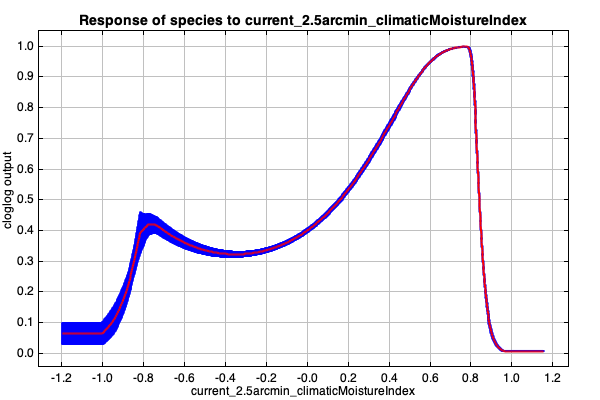 Response of species to current_2.5arcmin_climaticMoistureIndex
1.0
0.9
0.8
0.7
0.6
0.5
0.4
0.3
0.2
0.1
0.0
cloglog output
-1.2 -1.0 -0.8 -0.6 -0.4 -0.2 -0.0 0.2 0.4 0.6 0.8 1.0 1.2
current_2.5arcmin_climaticMoistureIndex